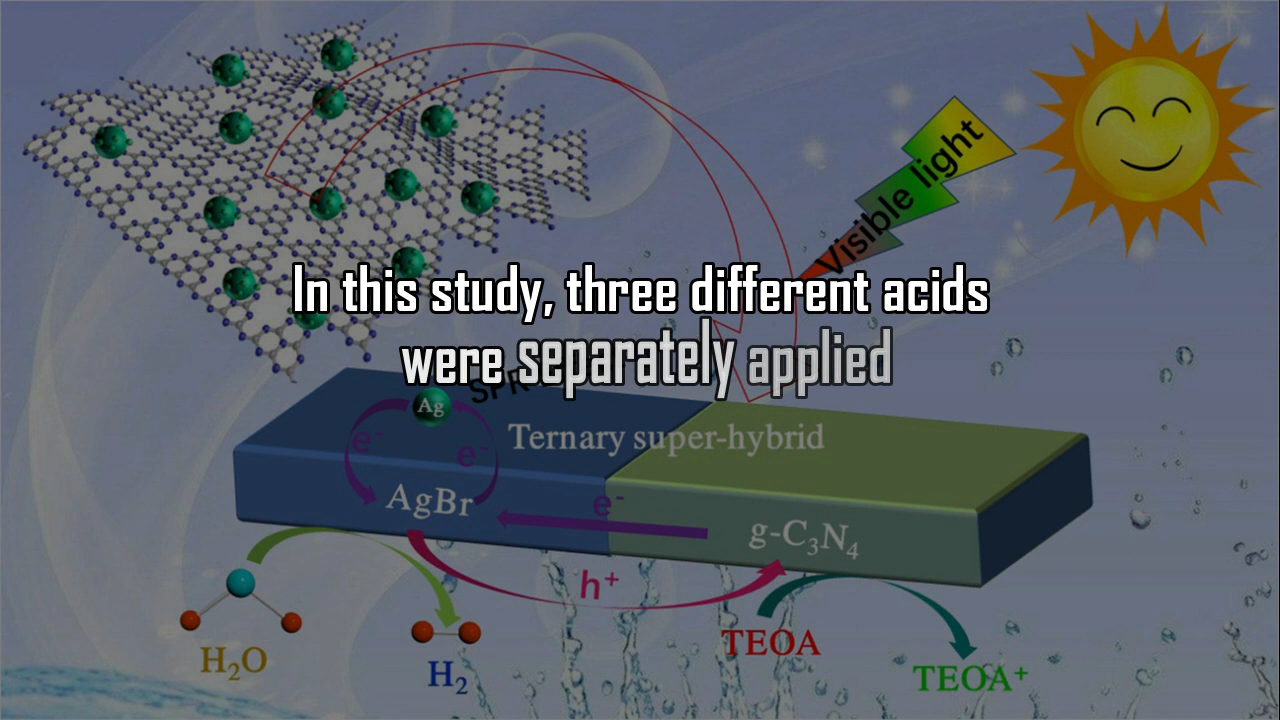 Visible light
In this study, three different acids
were separately applied
SPR
Ag
e⁻
e⁻
Ternary super-hybrid
AgBr
e⁻
g-C₃N₄
h⁺
H₂O
H₂
TEOA
TEOA⁺